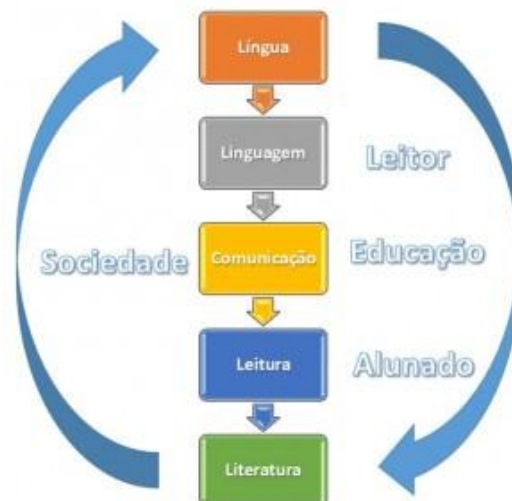 Língua
Linguagem
Leitor
Sociedade
Comunicação
Educação
Leitura
Alunado
Literatura